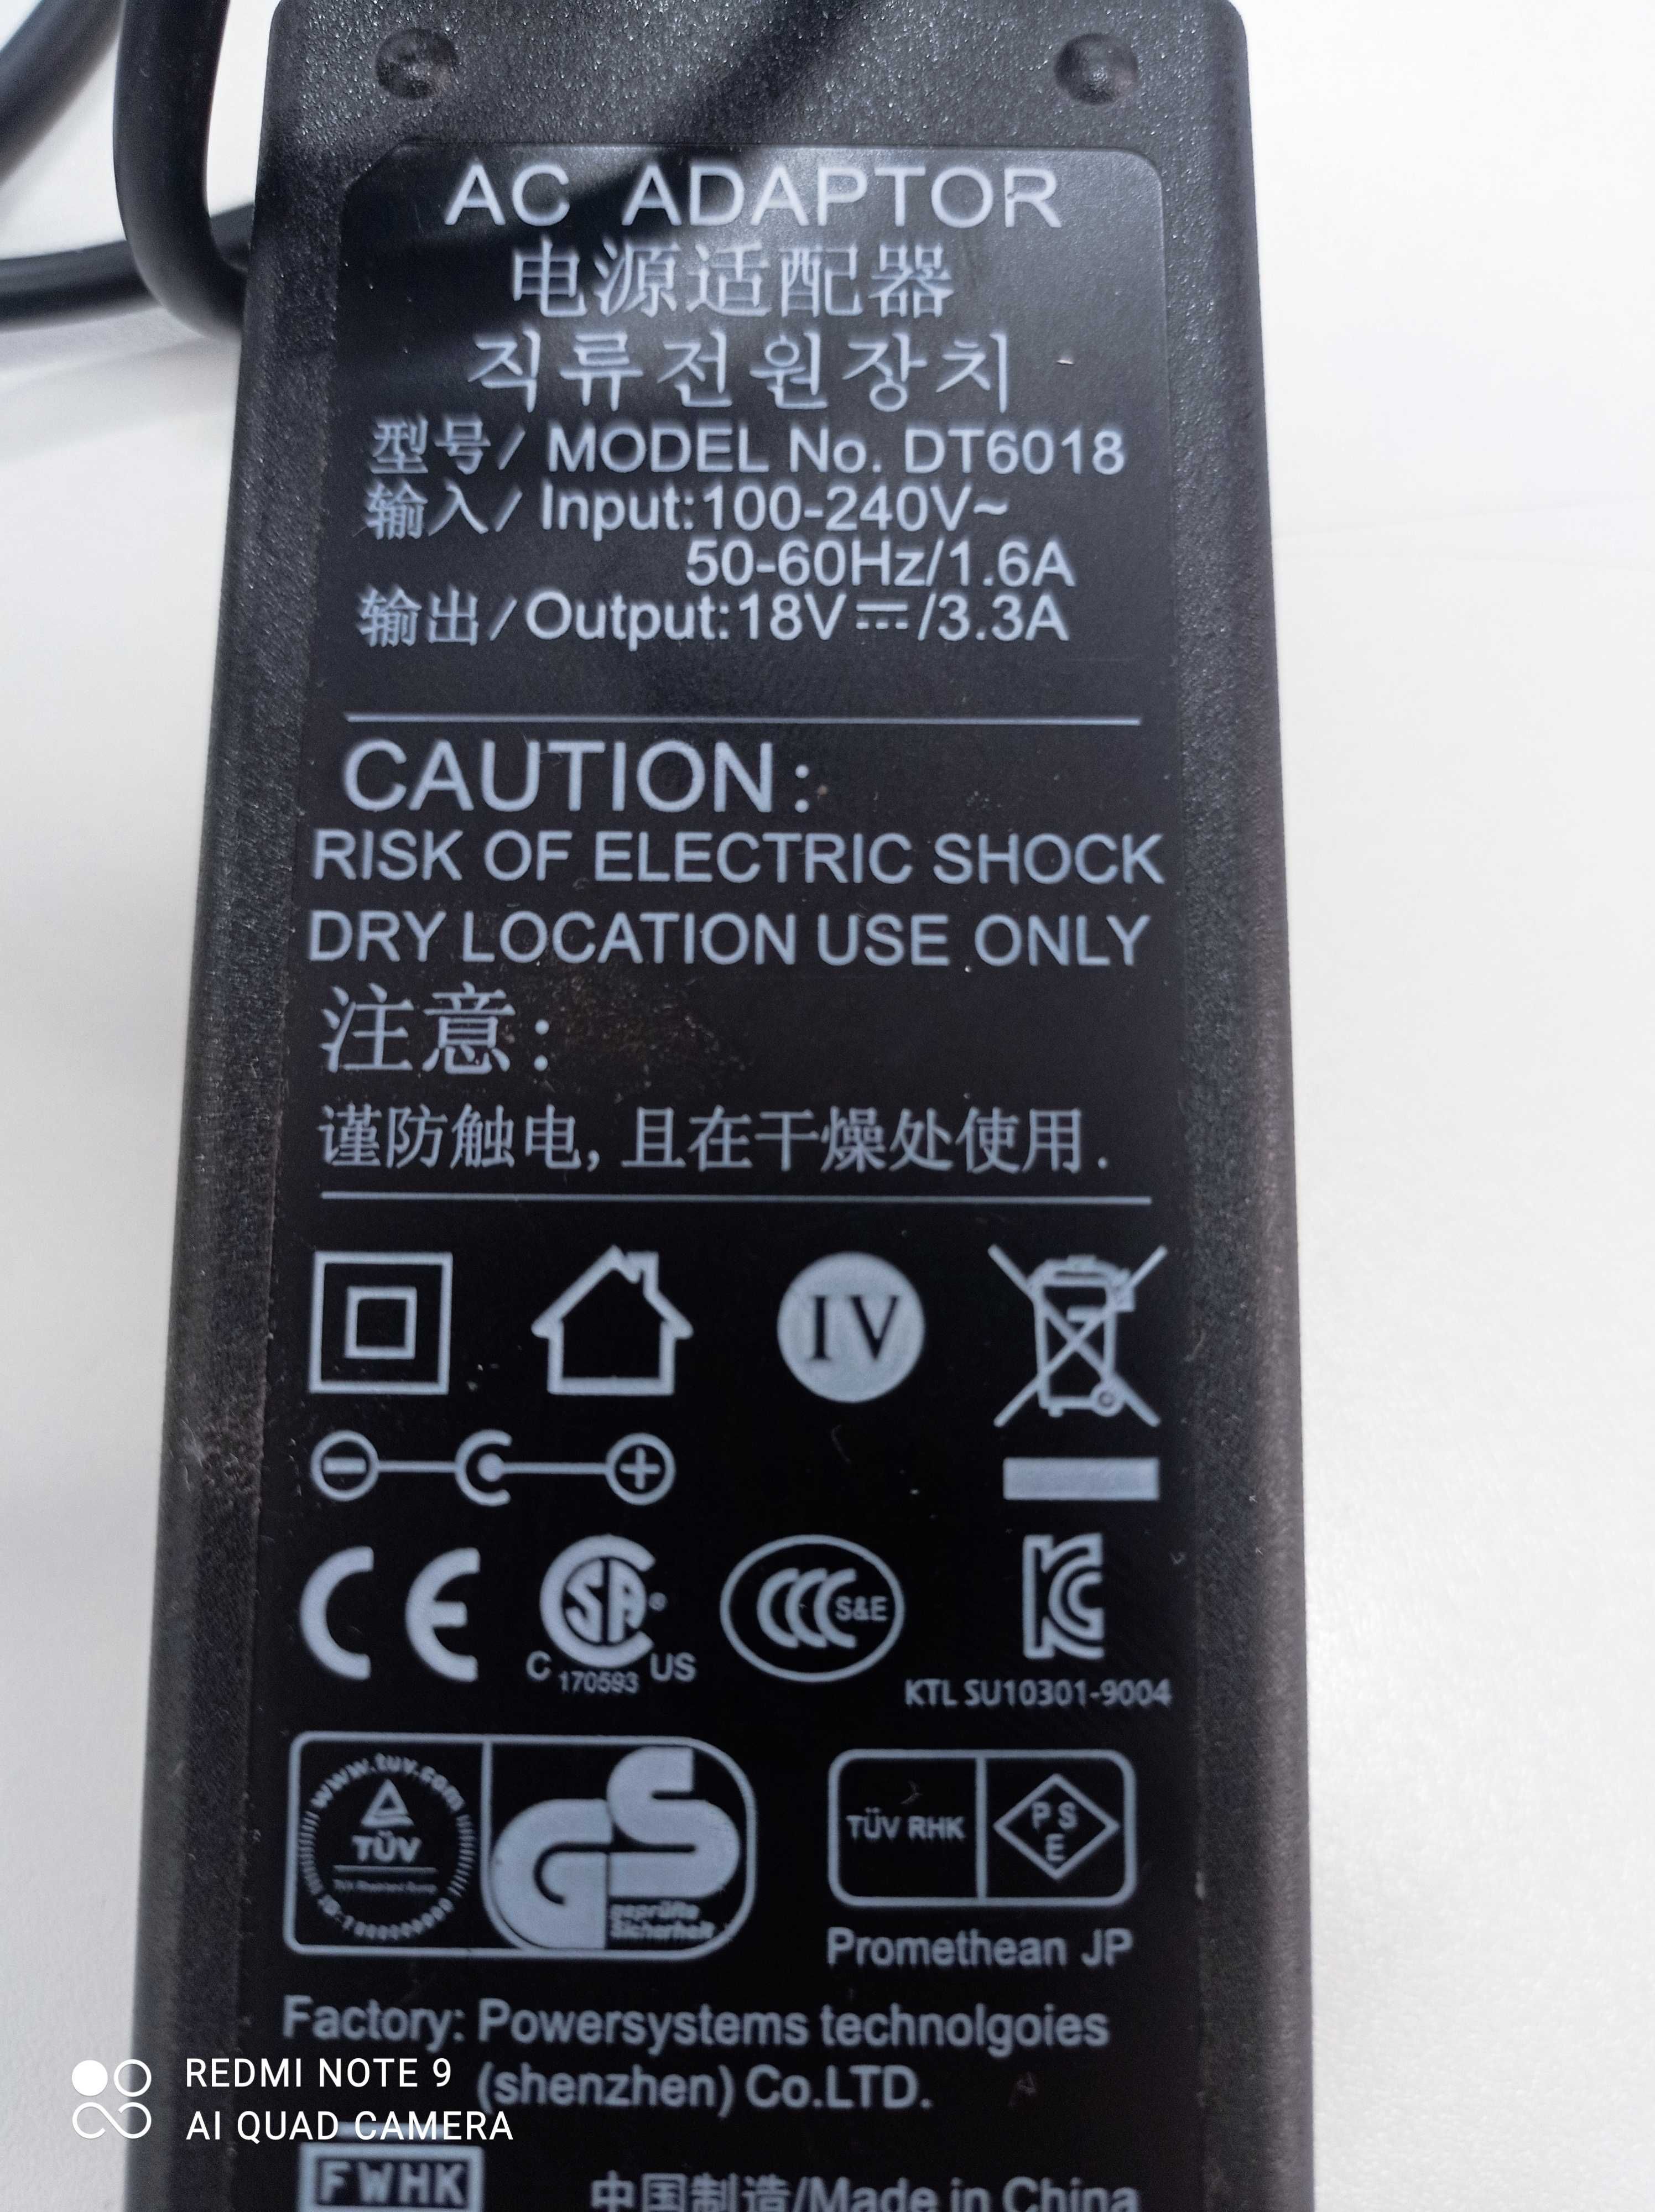 AC ADAPTOR
电源适配器
직류전원장치
型号/ MODEL No. DT6018
输入/ Input:100-240V~
50-60Hz/1.6A
输出/Output:18V⎓/3.3A
CAUTION:
RISK OF ELECTRIC SHOCK
DRY LOCATION USE ONLY
注意:
谨防触电, 且在干燥处使用.
IV
CE
SA®
C 170593 US
CCC S&E
KC
KTL SU10301-9004
www.tuv.com
TÜV
GS
geprüfte
Sicherheit
TÜV RHK
PS
E
Promethean JP
Factory: Powersystems technolgoies
(shenzhen) Co.LTD.
FWHK
中国制造/Made in China
REDMI NOTE 9
AI QUAD CAMERA